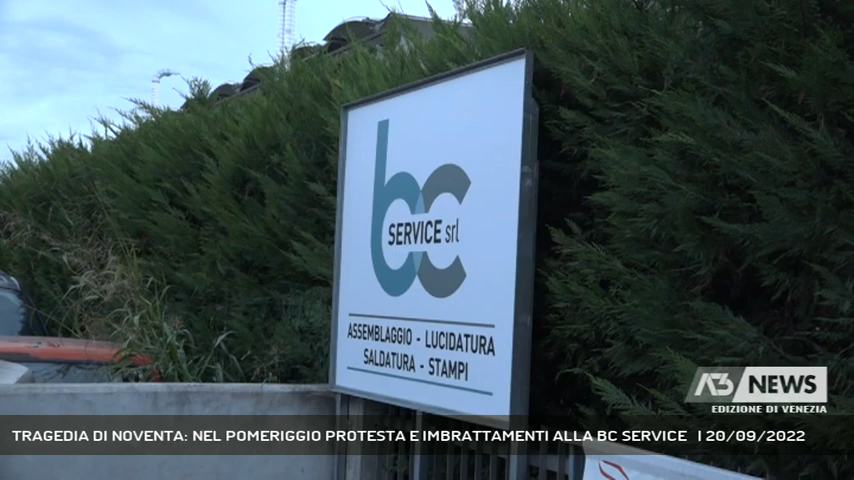 bc
SERVICE srl
ASSEMBLAGGIO - LUCIDATURA
SALDATURA - STAMPI
A3 NEWS
EDIZIONE DI VENEZIA
TRAGEDIA DI NOVENTA: NEL POMERIGGIO PROTESTA E IMBRATTAMENTI ALLA BC SERVICE | 20/09/2022